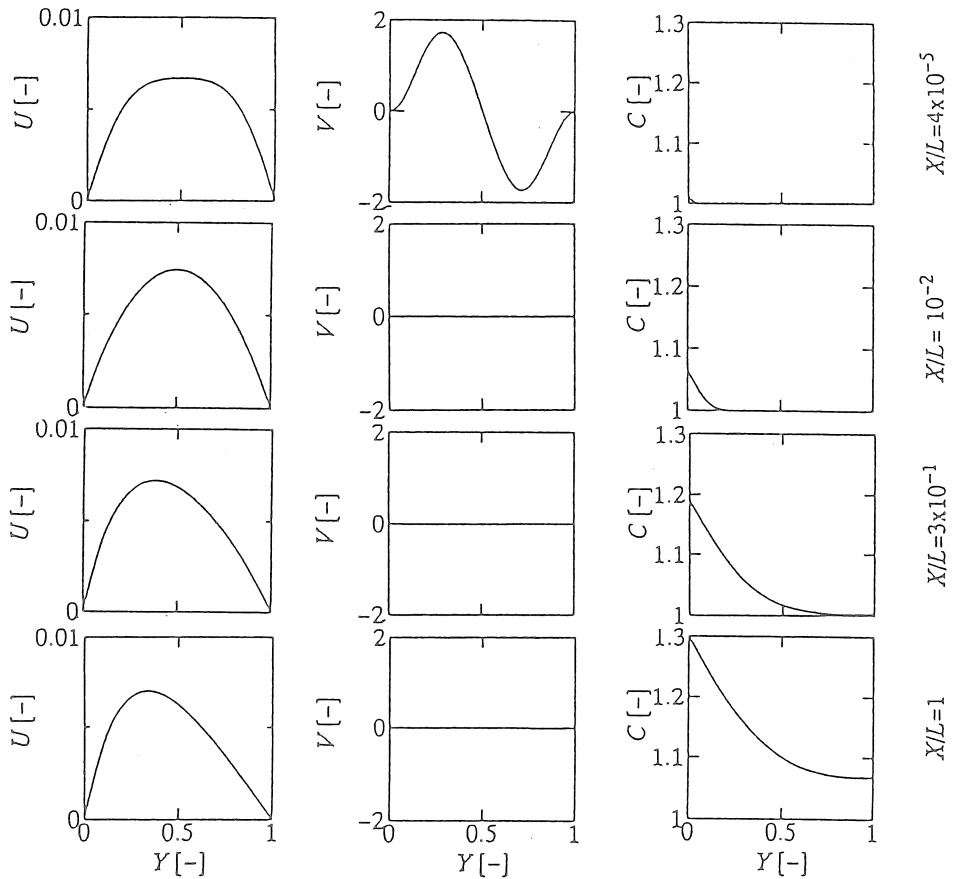 0.01
U [–]
0
2
V [–]
0
–2
1.3
1.2
C [–]
1.1
1
X/L=4x10⁻⁵
0.01
U [–]
0
2
V [–]
0
–2
1.3
C [–]
1.2
1.1
1
X/L= 10⁻²
0.01
U [–]
0
2
V [–]
0
–2
1.3
1.2
C [–]
1.1
1
X/L=3x10⁻¹
0.01
U [–]
0
0
0.5
1
Y [–]
2
V [–]
0
–2
0
0.5
1
Y [–]
1.3
C [–]
1.2
1.1
1
0
0.5
1
Y [–]
X/L=1